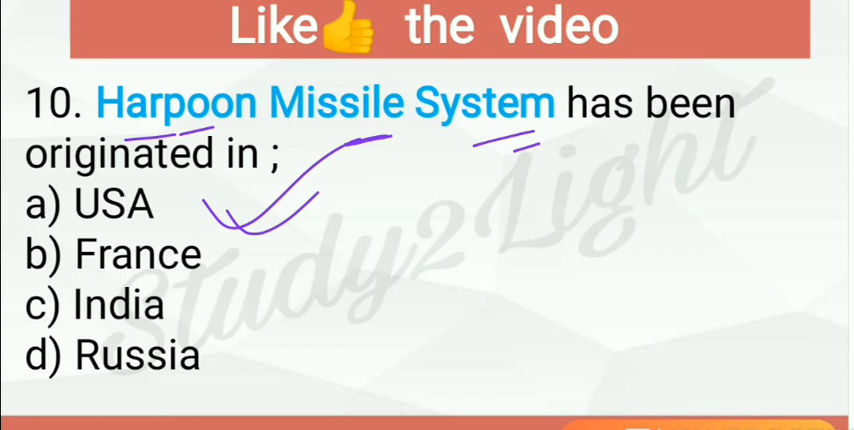 Like👍 the video
10. Harpoon Missile System has been
originated in ;
a) USA
b) France
c) India
d) Russia
Study2Light